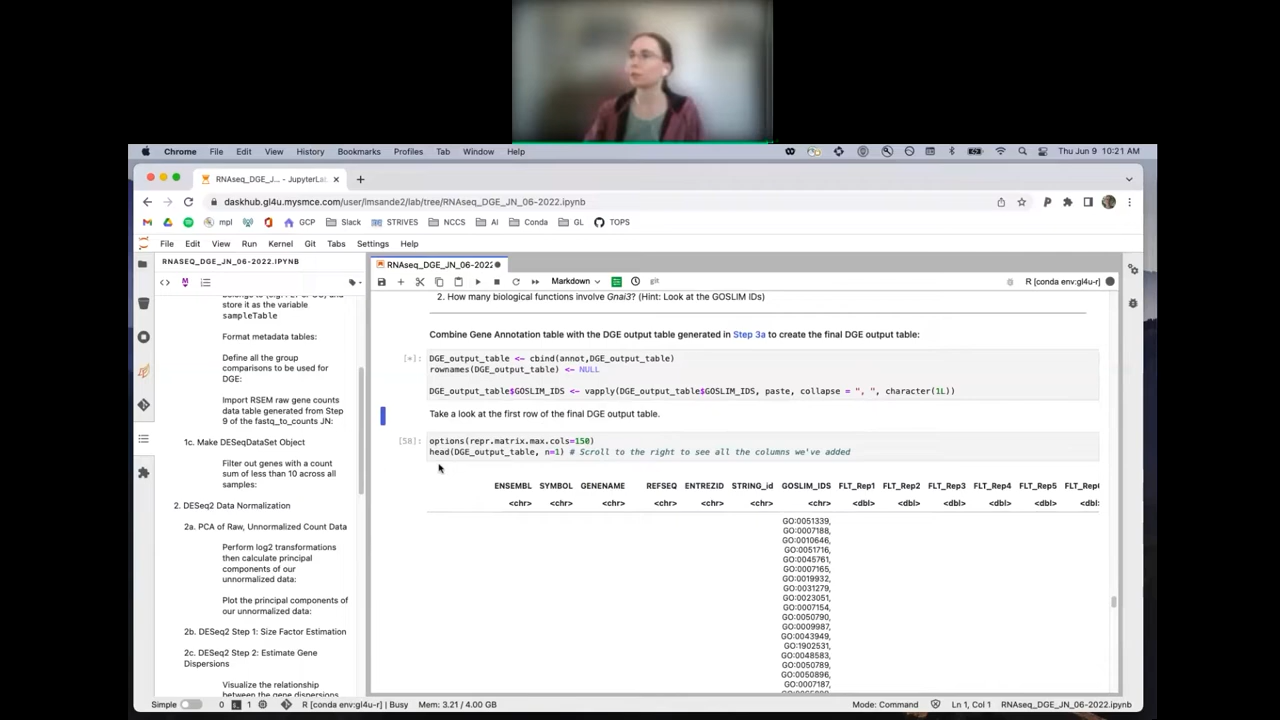 Chrome File Edit View History Bookmarks Profiles Tab Window Help Thu Jun 9 10:21 AM
RNAseq_DGE_J... - JupyterLa
daskhub.gl4u.mysmce.com/user/lmsande2/lab/tree/RNAseq_DGE_JN_06-2022.ipynb
mpl GCP Slack STRIVES NCCS AI Conda GL TOPS
File Edit View Run Kernel Git Tabs Settings Help
RNASEQ_DGE_JN_06-2022.IPYNB
store it as the variable
sampleTable
Format metadata tables:
Define all the group
comparisons to be used for
DGE:
Import RSEM raw gene counts
data table generated from Step
9 of the fastq_to_counts JN:
1c. Make DESeqDataSet Object
Filter out genes with a count
sum of less than 10 across all
samples:
2. DESeq2 Data Normalization
2a. PCA of Raw, Unnormalized Count Data
Perform log2 transformations
then calculate principal
components of our
unnormalized data:
Plot the principal components
of our unnormalized data:
2b. DESeq2 Step 1: Size Factor Estimation
2c. DESeq2 Step 2: Estimate Gene
Dispersions
Visualize the relationship
between the gene dispersions
RNAseq_DGE_JN_06-2022
Markdown git R [conda env:gl4u-r]
2. How many biological functions involve Gnai3? (Hint: Look at the GOSLIM IDs)
Combine Gene Annotation table with the DGE output table generated in Step 3a to create the final DGE output table:
[*]: DGE_output_table <- cbind(annot,DGE_output_table)
rownames(DGE_output_table) <- NULL
DGE_output_table$GOSLIM_IDS <- vapply(DGE_output_table$GOSLIM_IDS, paste, collapse = ", ", character(1L))
Take a look at the first row of the final DGE output table.
[58]: options(repr.matrix.max.cols=150)
head(DGE_output_table, n=1) # Scroll to the right to see all the columns we've added
ENSEMBL SYMBOL GENENAME REFSEQ ENTREZID STRING_id GOSLIM_IDS FLT_Rep1 FLT_Rep2 FLT_Rep3 FLT_Rep4 FLT_Rep5
<chr> <chr> <chr> <chr> <chr> <chr> <chr> <dbl> <dbl> <dbl> <dbl> <dbl> <dbl>
GO:0051339,
GO:0007188,
GO:0010646,
GO:0051716,
GO:0045761,
GO:0007165,
GO:0019932,
GO:0031279,
GO:0023051,
GO:0007154,
GO:0050790,
GO:0009987,
GO:0043949,
GO:1902531,
GO:0048583,
GO:0050789,
GO:0050896,
GO:0007187,
Simple 0 1 R [conda env:gl4u-r] | Busy Mem: 3.21 / 4.00 GB Mode: Command Ln 1, Col 1 RNAseq_DGE_JN_06-2022.ipynb